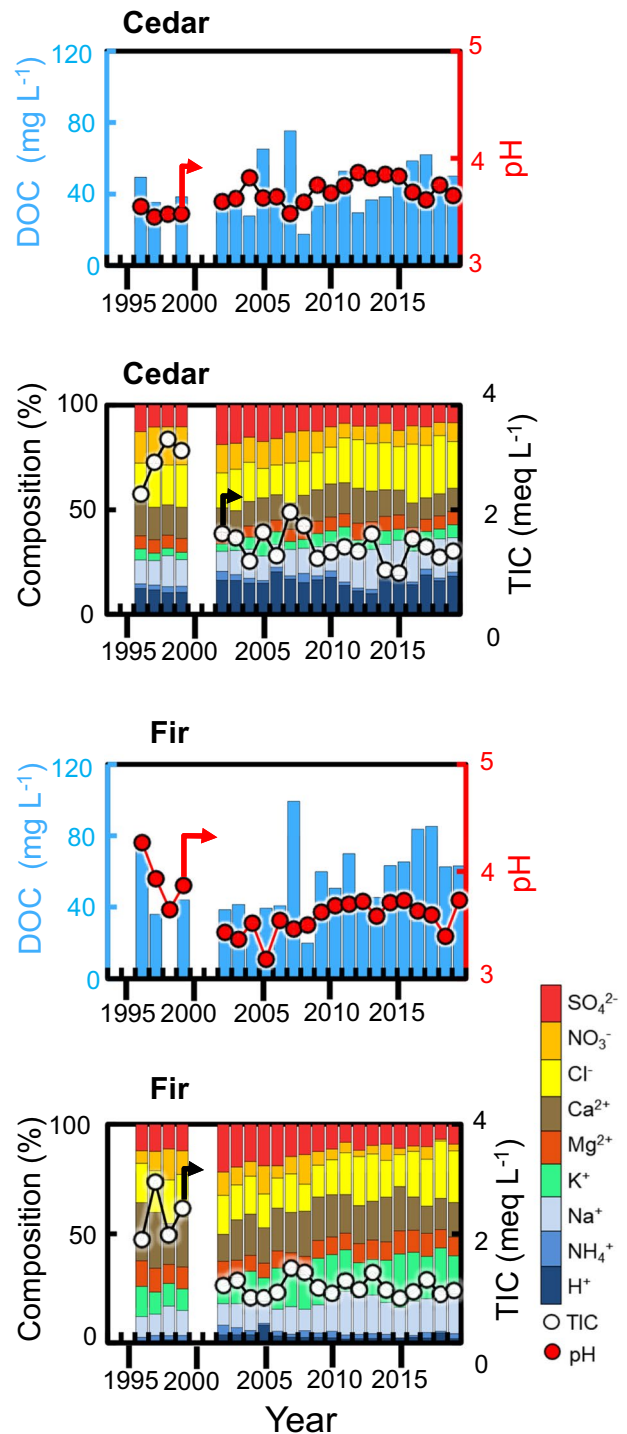 Cedar
120
80
40
0
DOC (mg L⁻¹)
5
4
3
pH
1995 2000 2005 2010 2015
Cedar
100
50
0
Composition (%)
4
2
0
TIC (meq L⁻¹)
1995 2000 2005 2010 2015
Fir
120
80
40
0
DOC (mg L⁻¹)
5
4
3
pH
1995 2000 2005 2010 2015
Fir
100
50
0
Composition (%)
4
2
0
TIC (meq L⁻¹)
1995 2000 2005 2010 2015
Year
SO₄²⁻
NO₃⁻
Cl⁻
Ca²⁺
Mg²⁺
K⁺
Na⁺
NH₄⁺
H⁺
TIC
pH